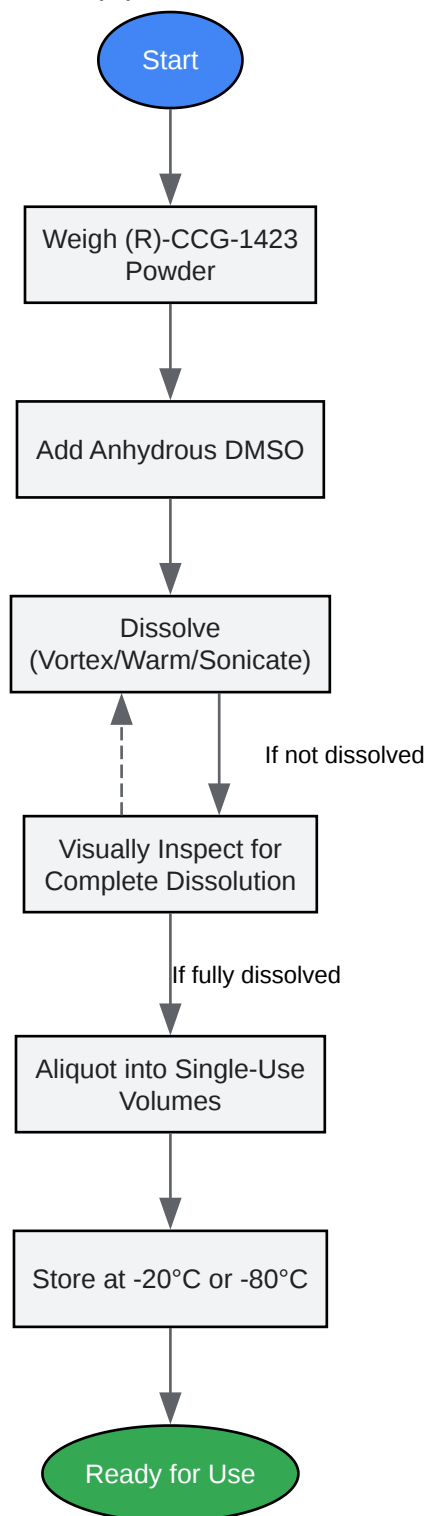 Start
Weigh (R)-CCG-1423
Powder
Add Anhydrous DMSO
Dissolve
(Vortex/Warm/Sonicate)
If not dissolved
Visually Inspect for
Complete Dissolution
If fully dissolved
Aliquot into Single-Use
Volumes
Store at -20°C or -80°C
Ready for Use